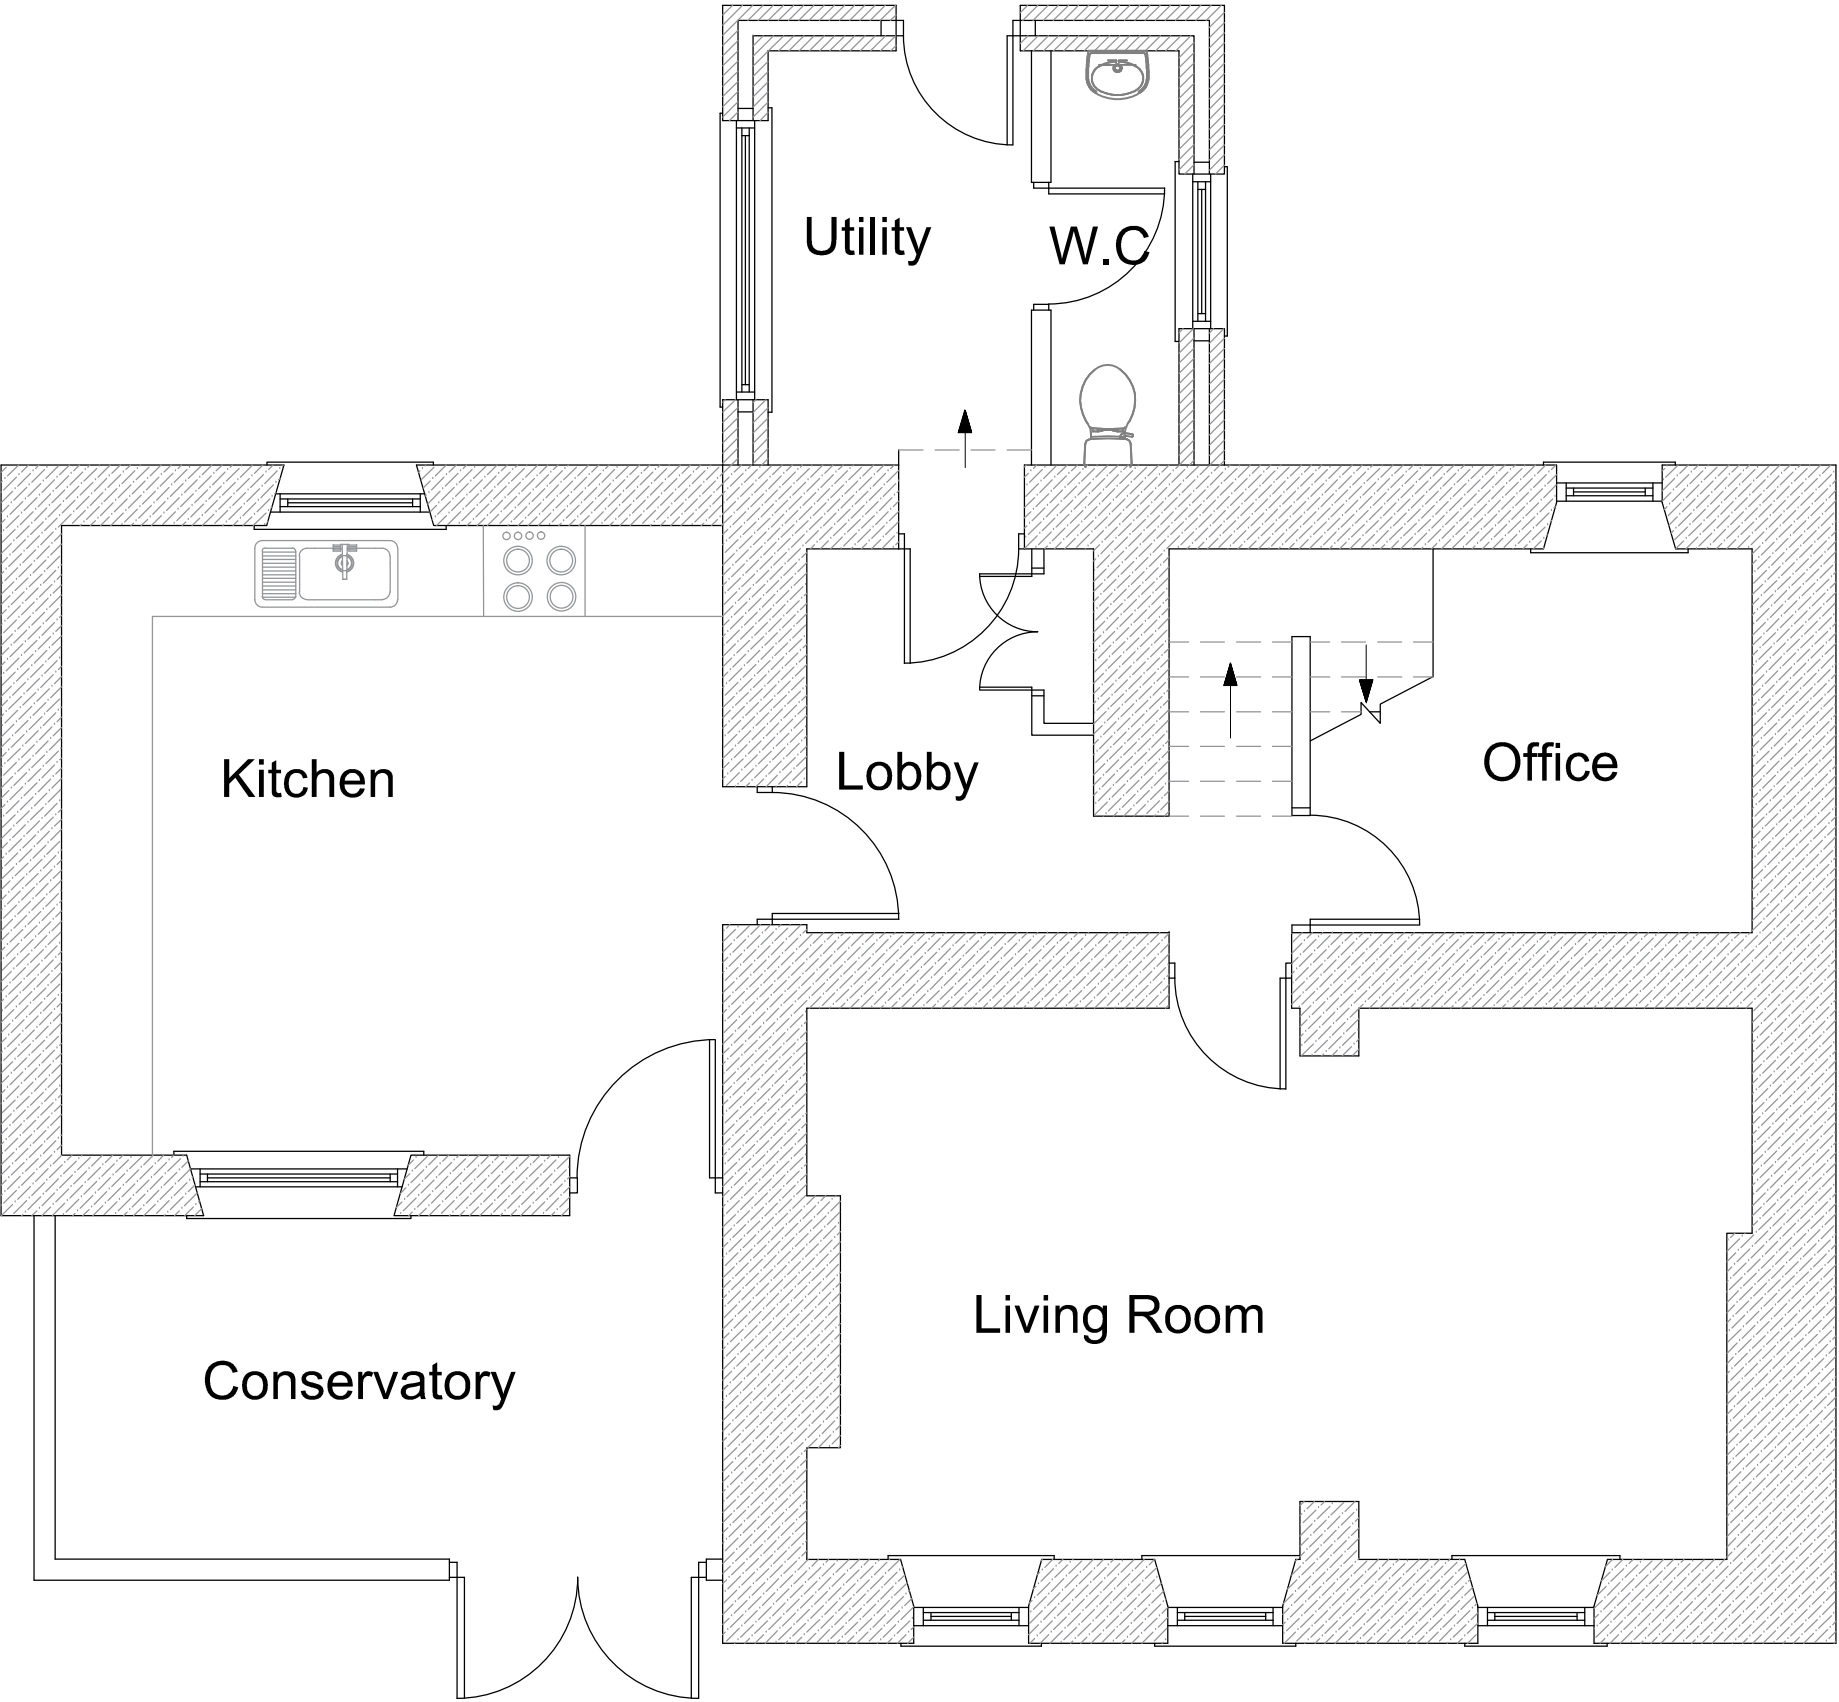 Utility
W.C
Kitchen
Lobby
Office
Living Room
Conservatory